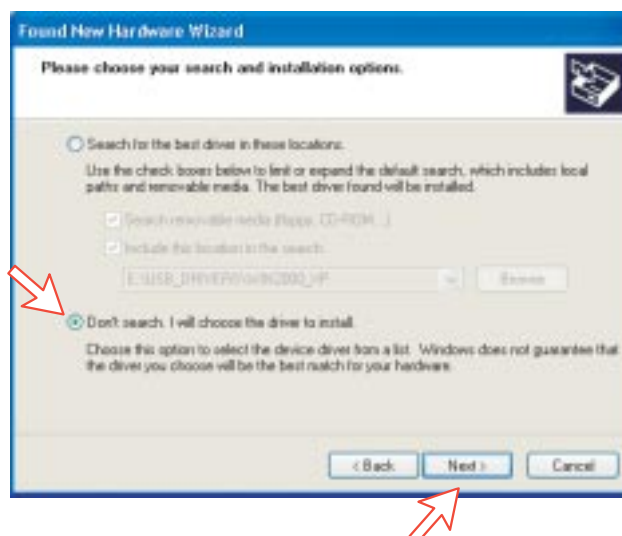 Found New Hardware Wizard
Please choose your search and installation options.
Search for the best driver in these locations.
Use the check boxes below to limit or expand the default search, which includes local
paths and removable media. The best driver found will be installed.
Search removable media (floppy, CD-ROM...)
Include this location in the search:
Browse
Don't search. I will choose the driver to install.
Choose this option to select the device driver from a list. Windows does not guarantee that
the driver you choose will be the best match for your hardware.
< Back
Next >
Cancel